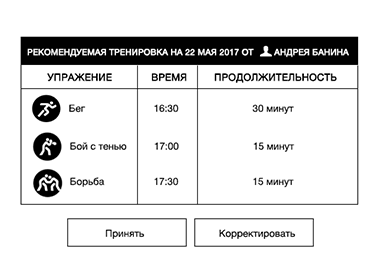 РЕКОМЕНДУЕМАЯ ТРЕНИРОВКА НА 22 МАЯ 2017 ОТ АНДРЕЯ БАНИНА
УПРАЖНЕНИЕ ВРЕМЯ ПРОДОЛЖИТЕЛЬНОСТЬ
Бег 16:30 30 минут
Бой с тенью 17:00 15 минут
Борьба 17:30 15 минут
Принять Корректировать